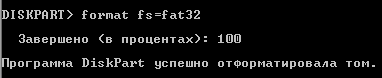 DISKPART> format fs=fat32
Завершено (в процентах): 100
Программа DiskPart успешно отформатировала том.